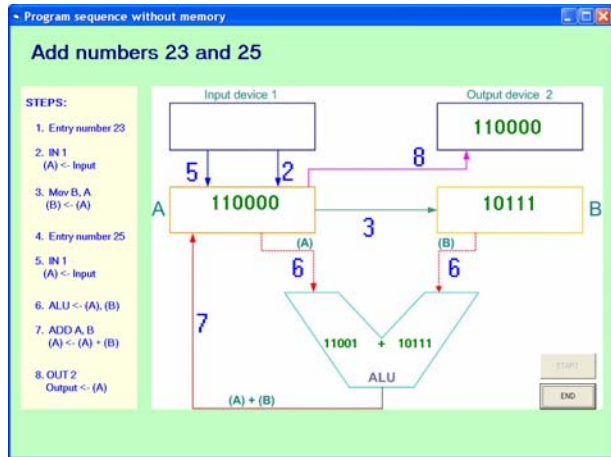 Program sequence without memory
Add numbers 23 and 25
STEPS:
1. Entry number 23
2. IN 1
(A) <- Input
3. Mov B, A
(B) <- (A)
4. Entry number 25
5. IN 1
(A) <- Input
6. ALU <- (A), (B)
7. ADD A, B
(A) <- (A) + (B)
8. OUT 2
Output <- (A)
Input device 1
Output device 2
110000
5
2
8
A
110000
3
10111
B
(A)
(B)
6
6
7
11001 + 10111
ALU
(A) + (B)
START
END